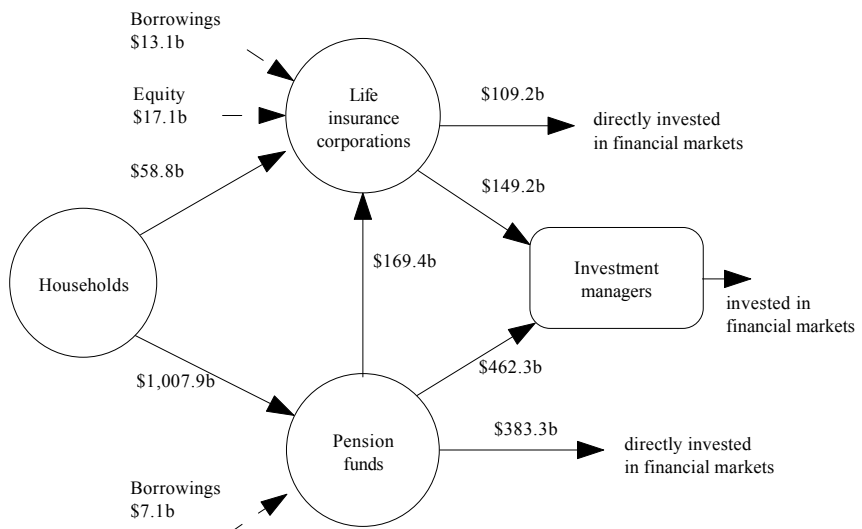 Borrowings
$13.1b
Equity
$17.1b
$58.8b
Life
insurance
corporations
$109.2b
directly invested
in financial markets
$149.2b
$169.4b
Households
Investment
managers
invested in
financial markets
$1,007.9b
$462.3b
Pension
funds
$383.3b
directly invested
in financial markets
Borrowings
$7.1b